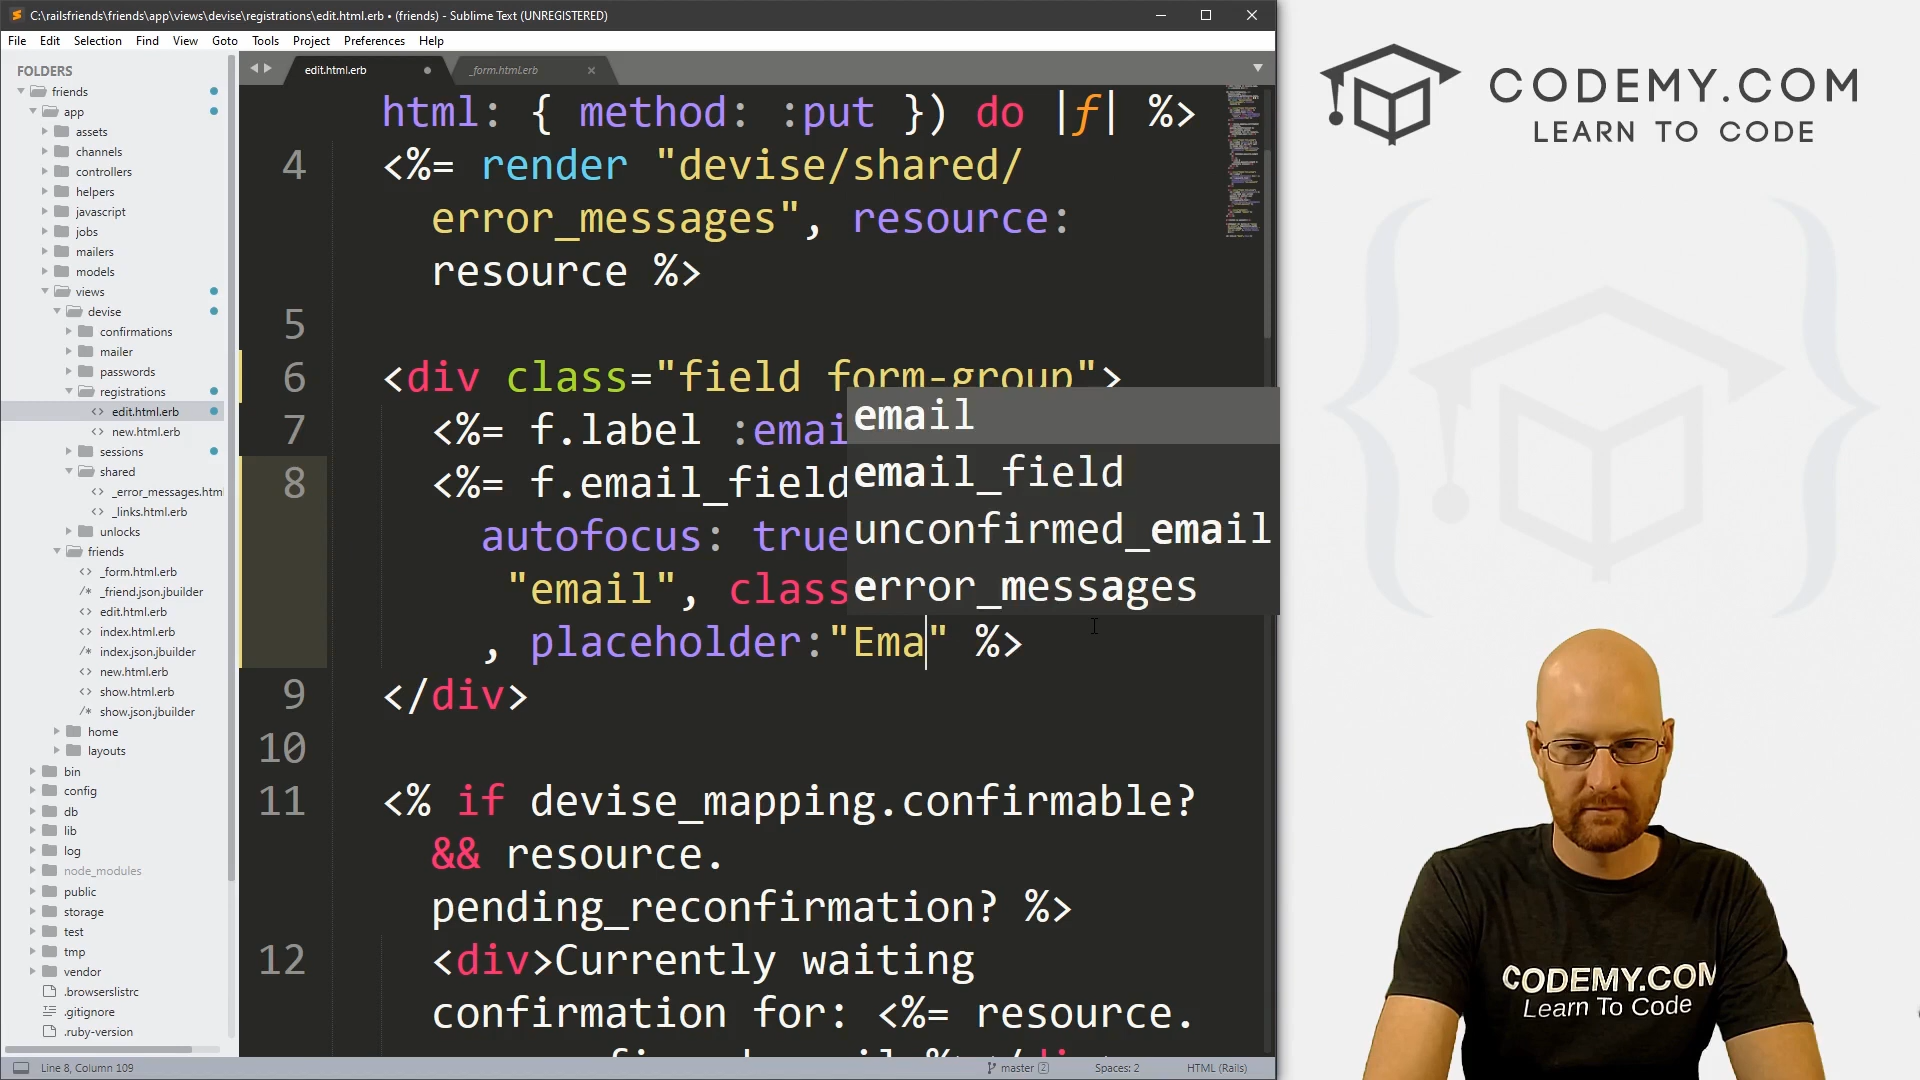 C:\railsfriends\friends\app\views\devise\registrations\edit.html.erb • (friends) - Sublime Text (UNREGISTERED)
File Edit Selection Find View Goto Tools Project Preferences Help
FOLDERS
friends
app
assets
channels
controllers
helpers
javascript
jobs
mailers
models
views
devise
confirmations
mailer
passwords
registrations
edit.html.erb
new.html.erb
sessions
shared
_error_messages.html
_links.html.erb
unlocks
friends
_form.html.erb
_friend.json.jbuilder
edit.html.erb
index.html.erb
index.json.jbuilder
new.html.erb
show.html.erb
show.json.jbuilder
home
layouts
bin
config
db
lib
log
node_modules
public
storage
test
tmp
vendor
.browserslistrc
.gitignore
.ruby-version
edit.html.erb
_form.html.erb
html: { method: :put }) do |f| %>
4 <%= render "devise/shared/
error_messages", resource:
resource %>
5
6 <div class="field form-group">
7 <%= f.label :emai
8 <%= f.email_field
autofocus: true
"email", class
, placeholder:"Ema" %>
9 </div>
10
11 <% if devise_mapping.confirmable?
&& resource.
pending_reconfirmation? %>
12 <div>Currently waiting
confirmation for: <%= resource.
email
email_field
unconfirmed_email
error_messages
Line 8, Column 109
master 2
Spaces: 2
HTML (Rails)
CODEMY.COM
LEARN TO CODE
CODEMY.COM
Learn To Code